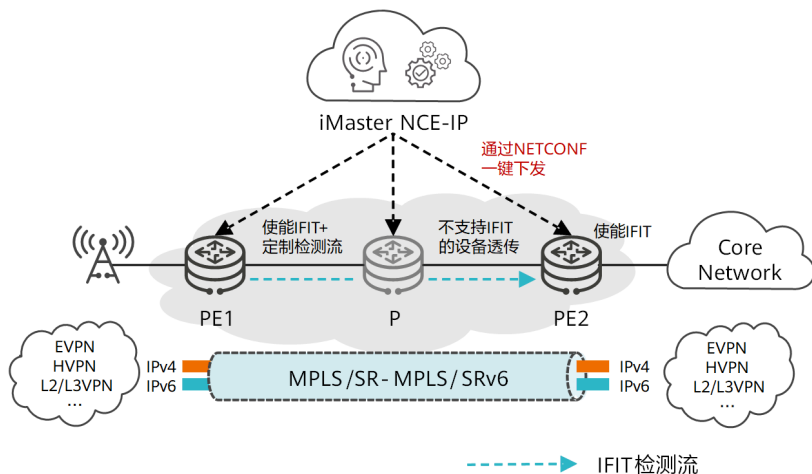 iMaster NCE-IP
通过NETCONF
一键下发
使能IFIT+
定制检测流
不支持IFIT
的设备透传
使能IFIT
Core
Network
PE1
P
PE2
EVPN
HVPN
L2/L3VPN
...
IPv4
IPv6
MPLS/SR-MPLS/SRv6
IPv4
IPv6
EVPN
HVPN
L2/L3VPN
...
IFIT检测流